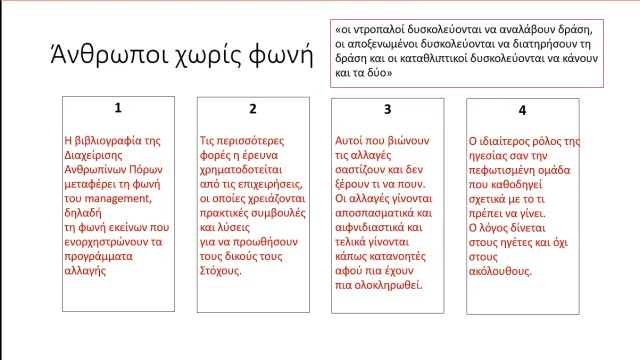 Άνθρωποι χωρίς φωνή
«οι ντροπαλοί δυσκολεύονται να αναλάβουν δράση,
οι αποξενωμένοι δυσκολεύονται να διατηρήσουν τη
δράση και οι καταθλιπτικοί δυσκολεύονται να κάνουν
και τα δύο»
1
Η βιβλιογραφία της
Διαχείρισης
Ανθρωπίνων Πόρων
μεταφέρει τη φωνή
του management,
δηλαδή
τη φωνή εκείνων που
ενορχηστρώνουν τα
προγράμματα
αλλαγής
2
Τις περισσότερες
φορές η έρευνα
χρηματοδοτείται
από τις επιχειρήσεις,
οι οποίες χρειάζονται
πρακτικές συμβουλές
και λύσεις
για να προωθήσουν
τους δικούς τους
Στόχους.
3
Αυτοί που βιώνουν
τις αλλαγές
σαστίζουν και δεν
ξέρουν τι να πουν.
Οι αλλαγές γίνονται
αποσπασματικά και
αιφνιδιαστικά και
τελικά γίνονται
κάπως κατανοητές
αφού πια έχουν
πια ολοκληρωθεί.
4
Ο ιδιαίτερος ρόλος της
ηγεσίας σαν την
πεφωτισμένη ομάδα
που καθοδηγεί
σχετικά με το τι
πρέπει να γίνει.
Ο λόγος δίνεται
στους ηγέτες και όχι
στους
ακόλουθους.